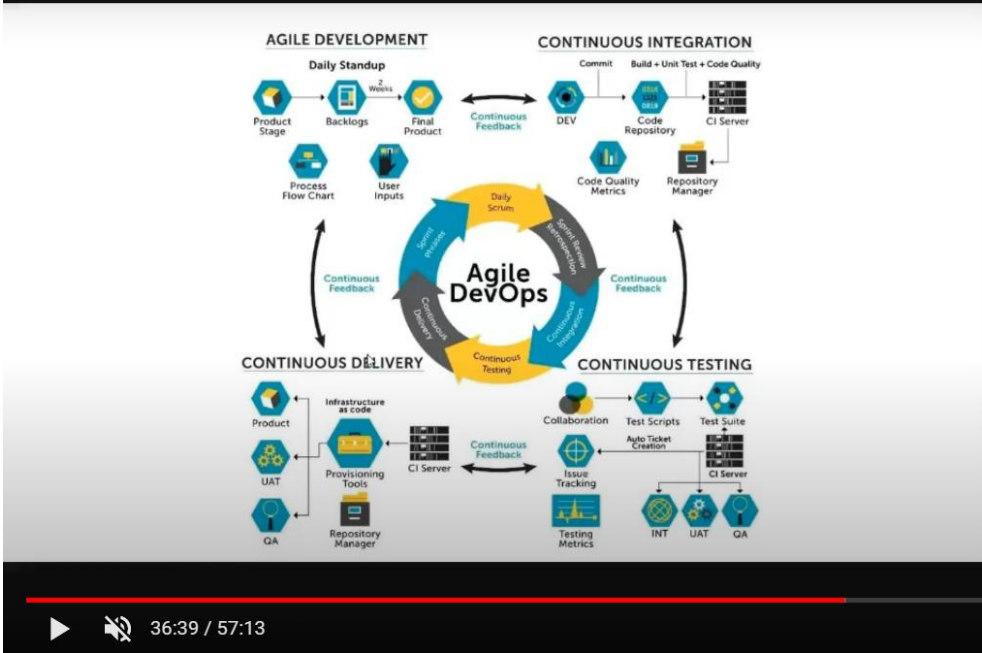 AGILE DEVELOPMENT
Daily Standup
2
Weeks
Product
Stage
Backlogs
Final
Product
Process
Flow Chart
User
Inputs
Continuous
Feedback
CONTINUOUS INTEGRATION
Commit
Build + Unit Test + Code Quality
DEV
Code
Repository
CI Server
Code Quality
Metrics
Repository
Manager
Continuous
Feedback
Agile
DevOps
Daily
Scrum
Sprint Review
Retrospection
Continuous
Integration
Continuous
Testing
Continuous
Delivery
Sprint
Phrases
Continuous
Feedback
CONTINUOUS DELIVERY
Infrastructure
as code
Product
UAT
QA
Provisioning
Tools
CI Server
Repository
Manager
Continuous
Feedback
CONTINUOUS TESTING
Collaboration
Test Scripts
Test Suite
Auto Ticket
Creation
Issue
Tracking
CI Server
Testing
Metrics
INT
UAT
QA
36:39 / 57:13